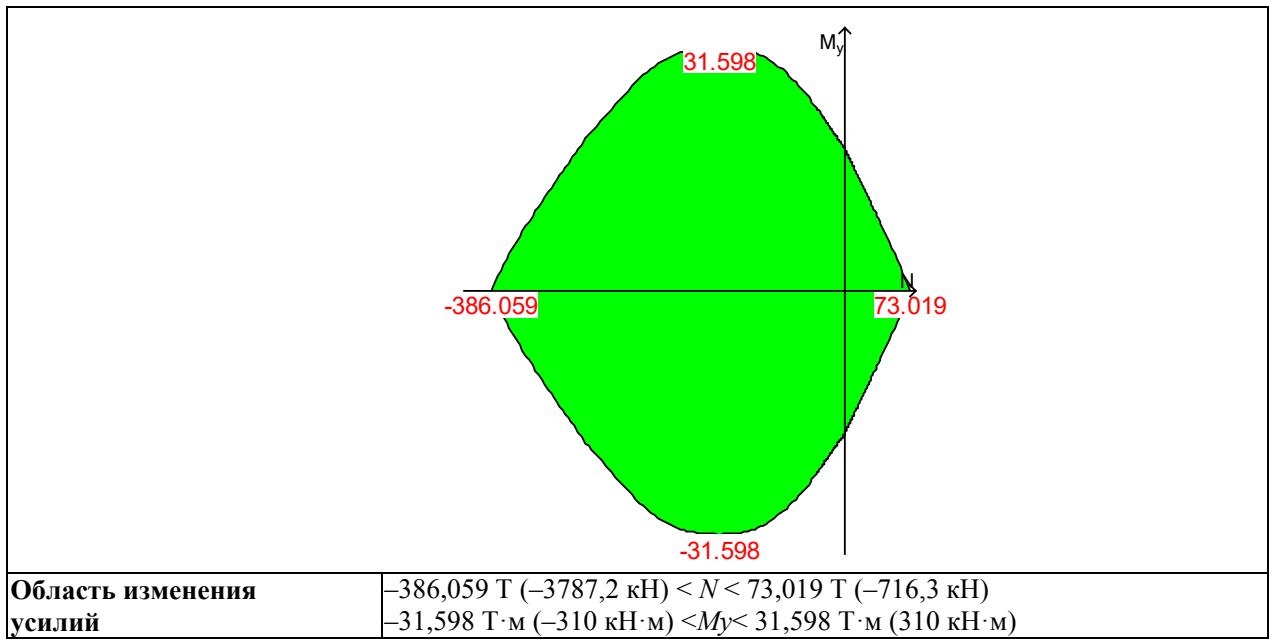 31.598
My
N
-386.059
73.019
-31.598
Область изменения усилий
–386,059 Т (–3787,2 кН) < N < 73,019 Т (–716,3 кН)
–31,598 Т·м (–310 кН·м) <My< 31,598 Т·м (310 кН·м)